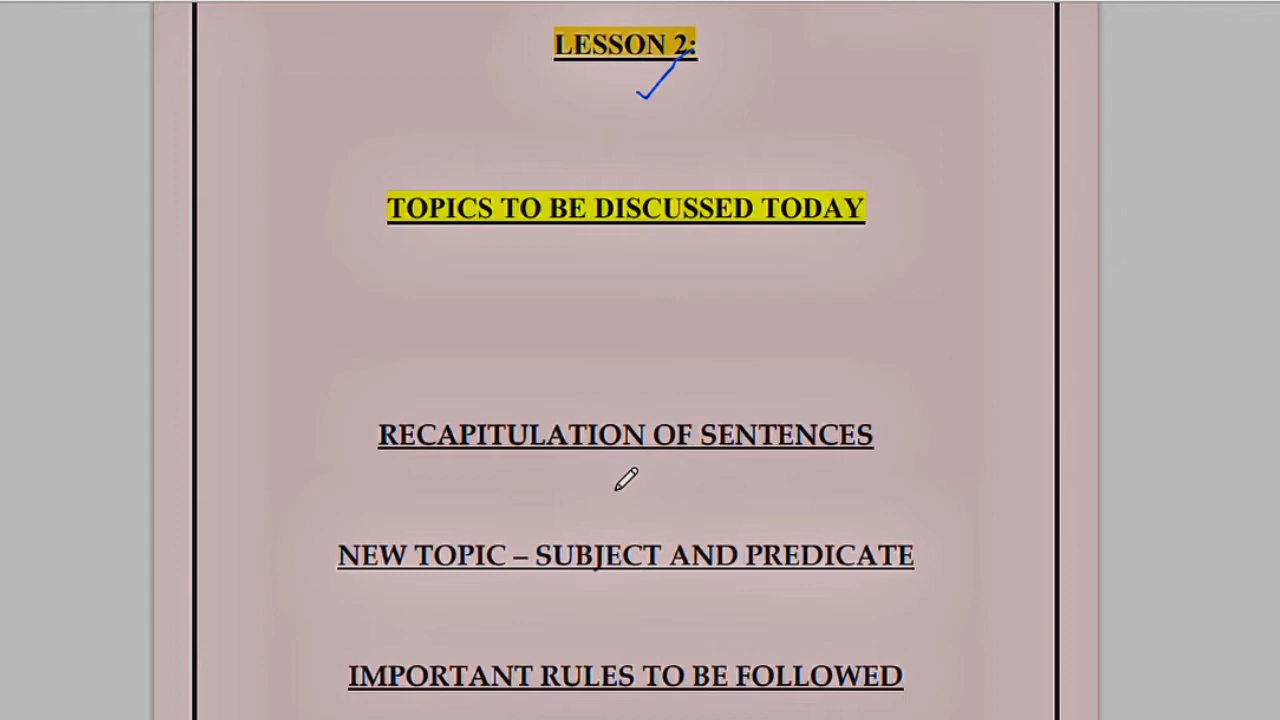 LESSON 2:
TOPICS TO BE DISCUSSED TODAY
RECAPITULATION OF SENTENCES
NEW TOPIC – SUBJECT AND PREDICATE
IMPORTANT RULES TO BE FOLLOWED